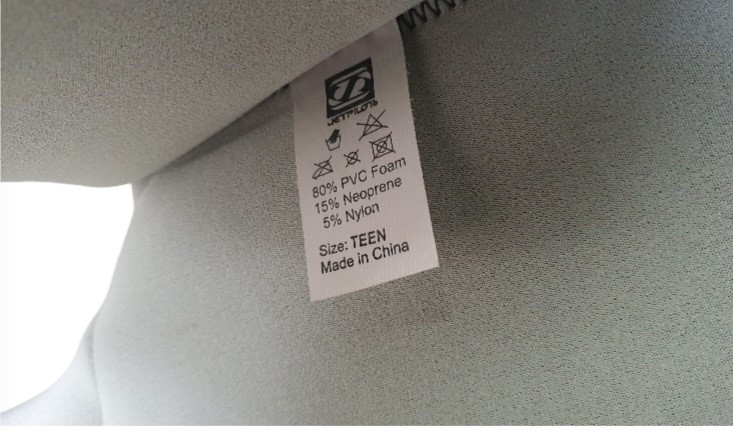 JETPILOTS
80% PVC Foam
15% Neoprene
5% Nylon
Size: TEEN
Made in China